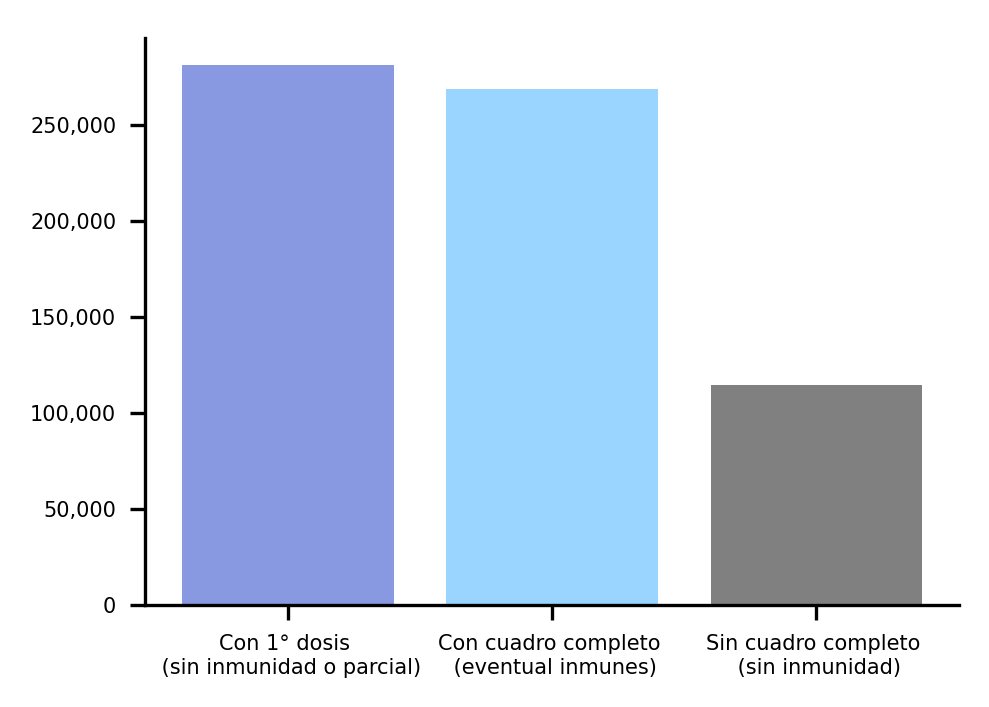 250,000
200,000
150,000
100,000
50,000
0
Con 1° dosis
(sin inmunidad o parcial)
Con cuadro completo
(eventual inmunes)
Sin cuadro completo
(sin inmunidad)